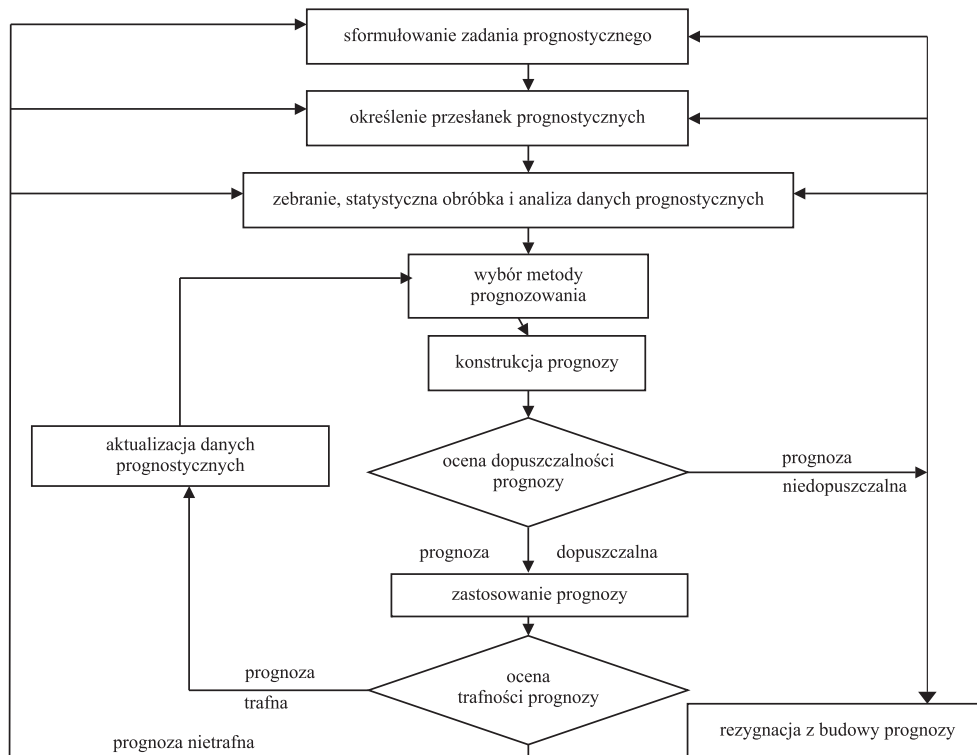 sformułowanie zadania prognostycznego
określenie przesłanek prognostycznych
zebranie, statystyczna obróbka i analiza danych prognostycznych
wybór metody
prognozowania
konstrukcja prognozy
aktualizacja danych
prognostycznych
ocena dopuszczalności
prognozy
prognoza
niedopuszczalna
prognoza dopuszczalna
zastosowanie prognozy
prognoza
trafna
ocena
trafności prognozy
rezygnacja z budowy prognozy
prognoza nietrafna